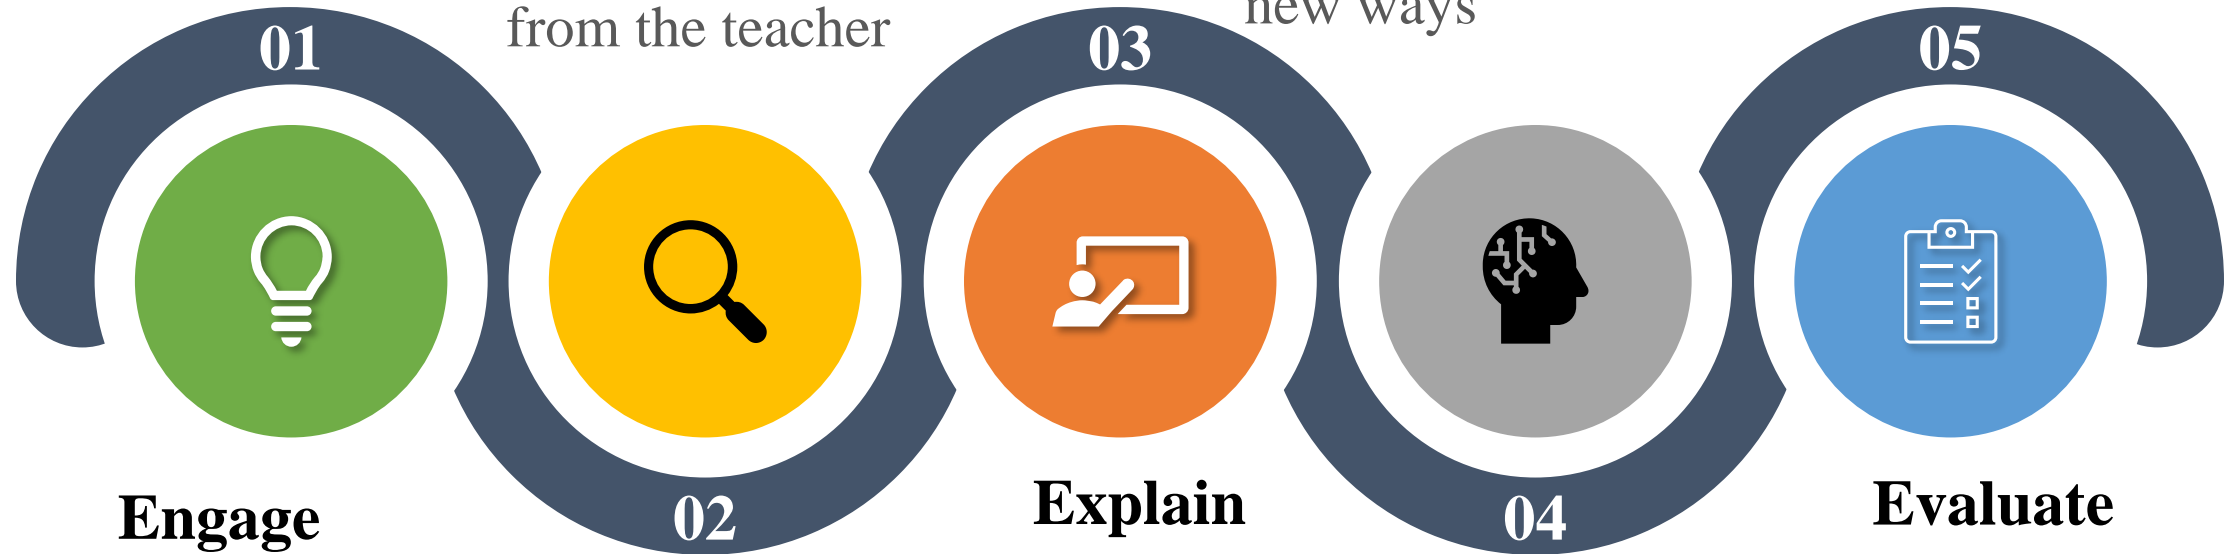 new ways
from the teacher
01
03
05
02
04
Engage
Explain
Evaluate